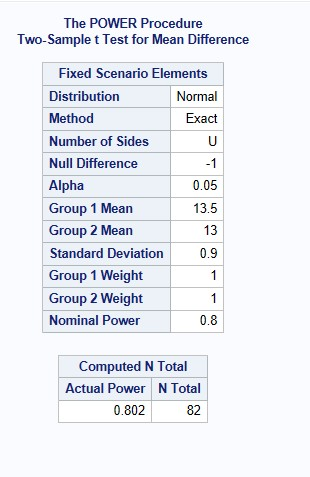 The POWER Procedure
Two-Sample t Test for Mean Difference
Fixed Scenario Elements
Distribution Normal
Method Exact
Number of Sides U
Null Difference -1
Alpha 0.05
Group 1 Mean 13.5
Group 2 Mean 13
Standard Deviation 0.9
Group 1 Weight 1
Group 2 Weight 1
Nominal Power 0.8
Computed N Total
Actual Power N Total
0.802 82